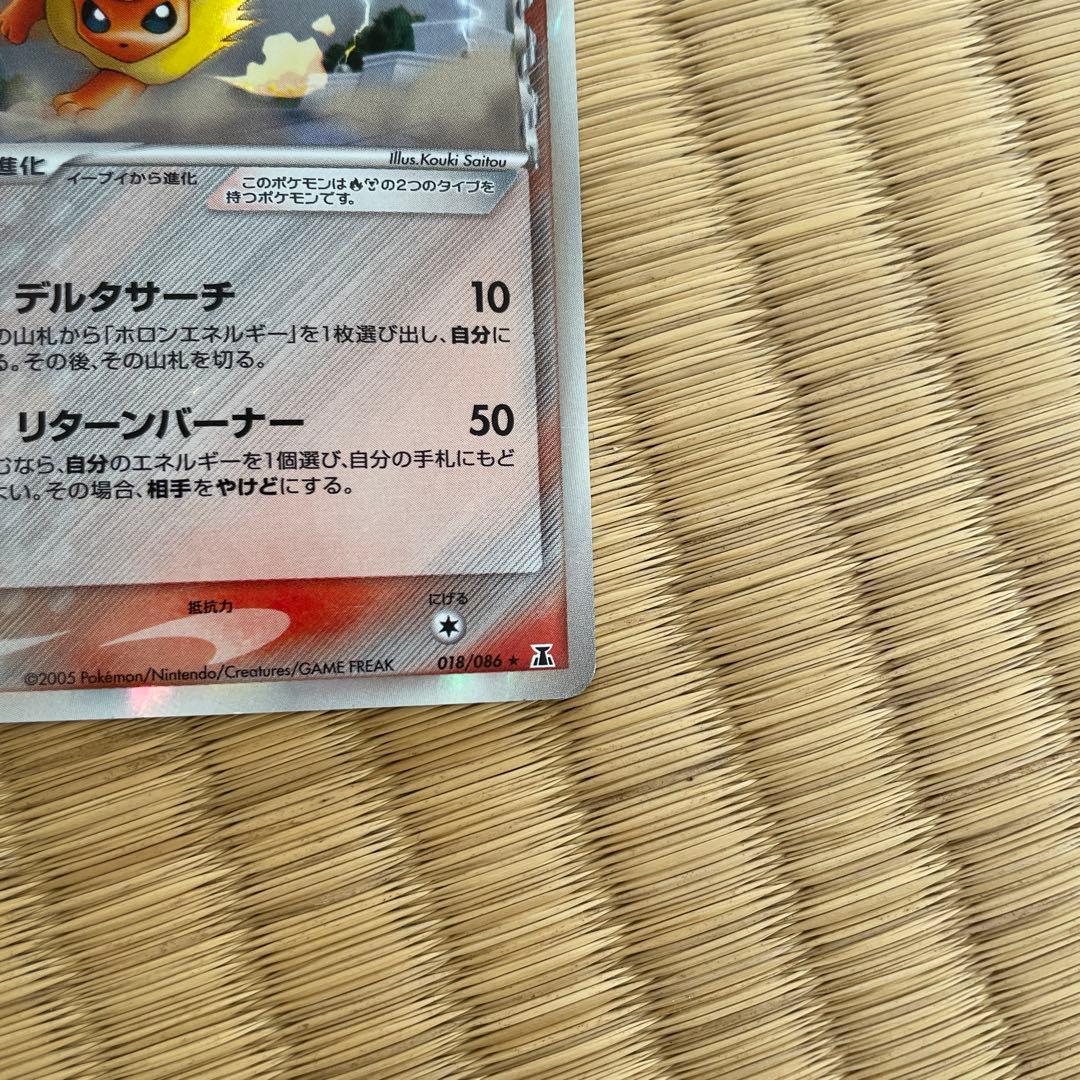 進化
イーブイから進化
Illus.Kouki Saitou
このポケモンはの2つのタイプを
持つポケモンです。
デルタサーチ 10
の山札から「ホロンエネルギー」を1枚選び出し、自分に
る。その後、その山札を切る。
リターンバーナー 50
むなら、自分のエネルギーを1個選び、自分の手札にもど
よい。その場合、相手をやけどにする。
抵抗力
にげる
©2005 Pokémon/Nintendo/Creatures/GAME FREAK
018/086 ★